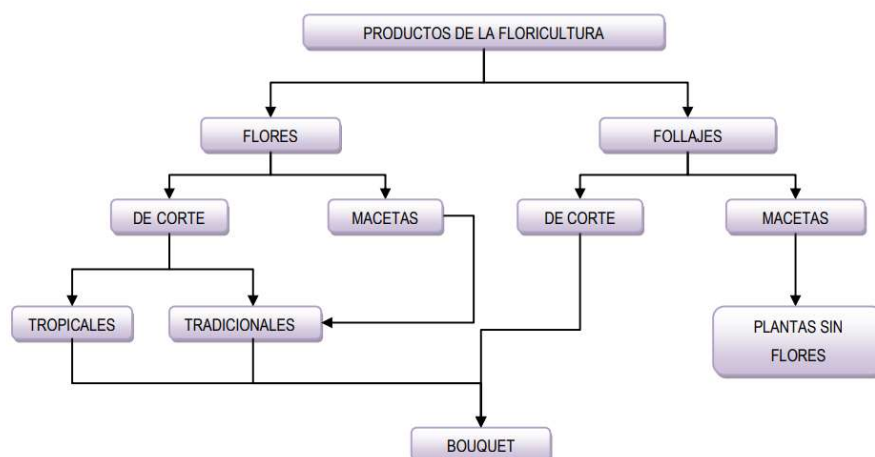 PRODUCTOS DE LA FLORICULTURA
FLORES
FOLLAJES
DE CORTE
MACETAS
DE CORTE
MACETAS
TROPICALES
TRADICIONALES
PLANTAS SIN
FLORES
BOUQUET